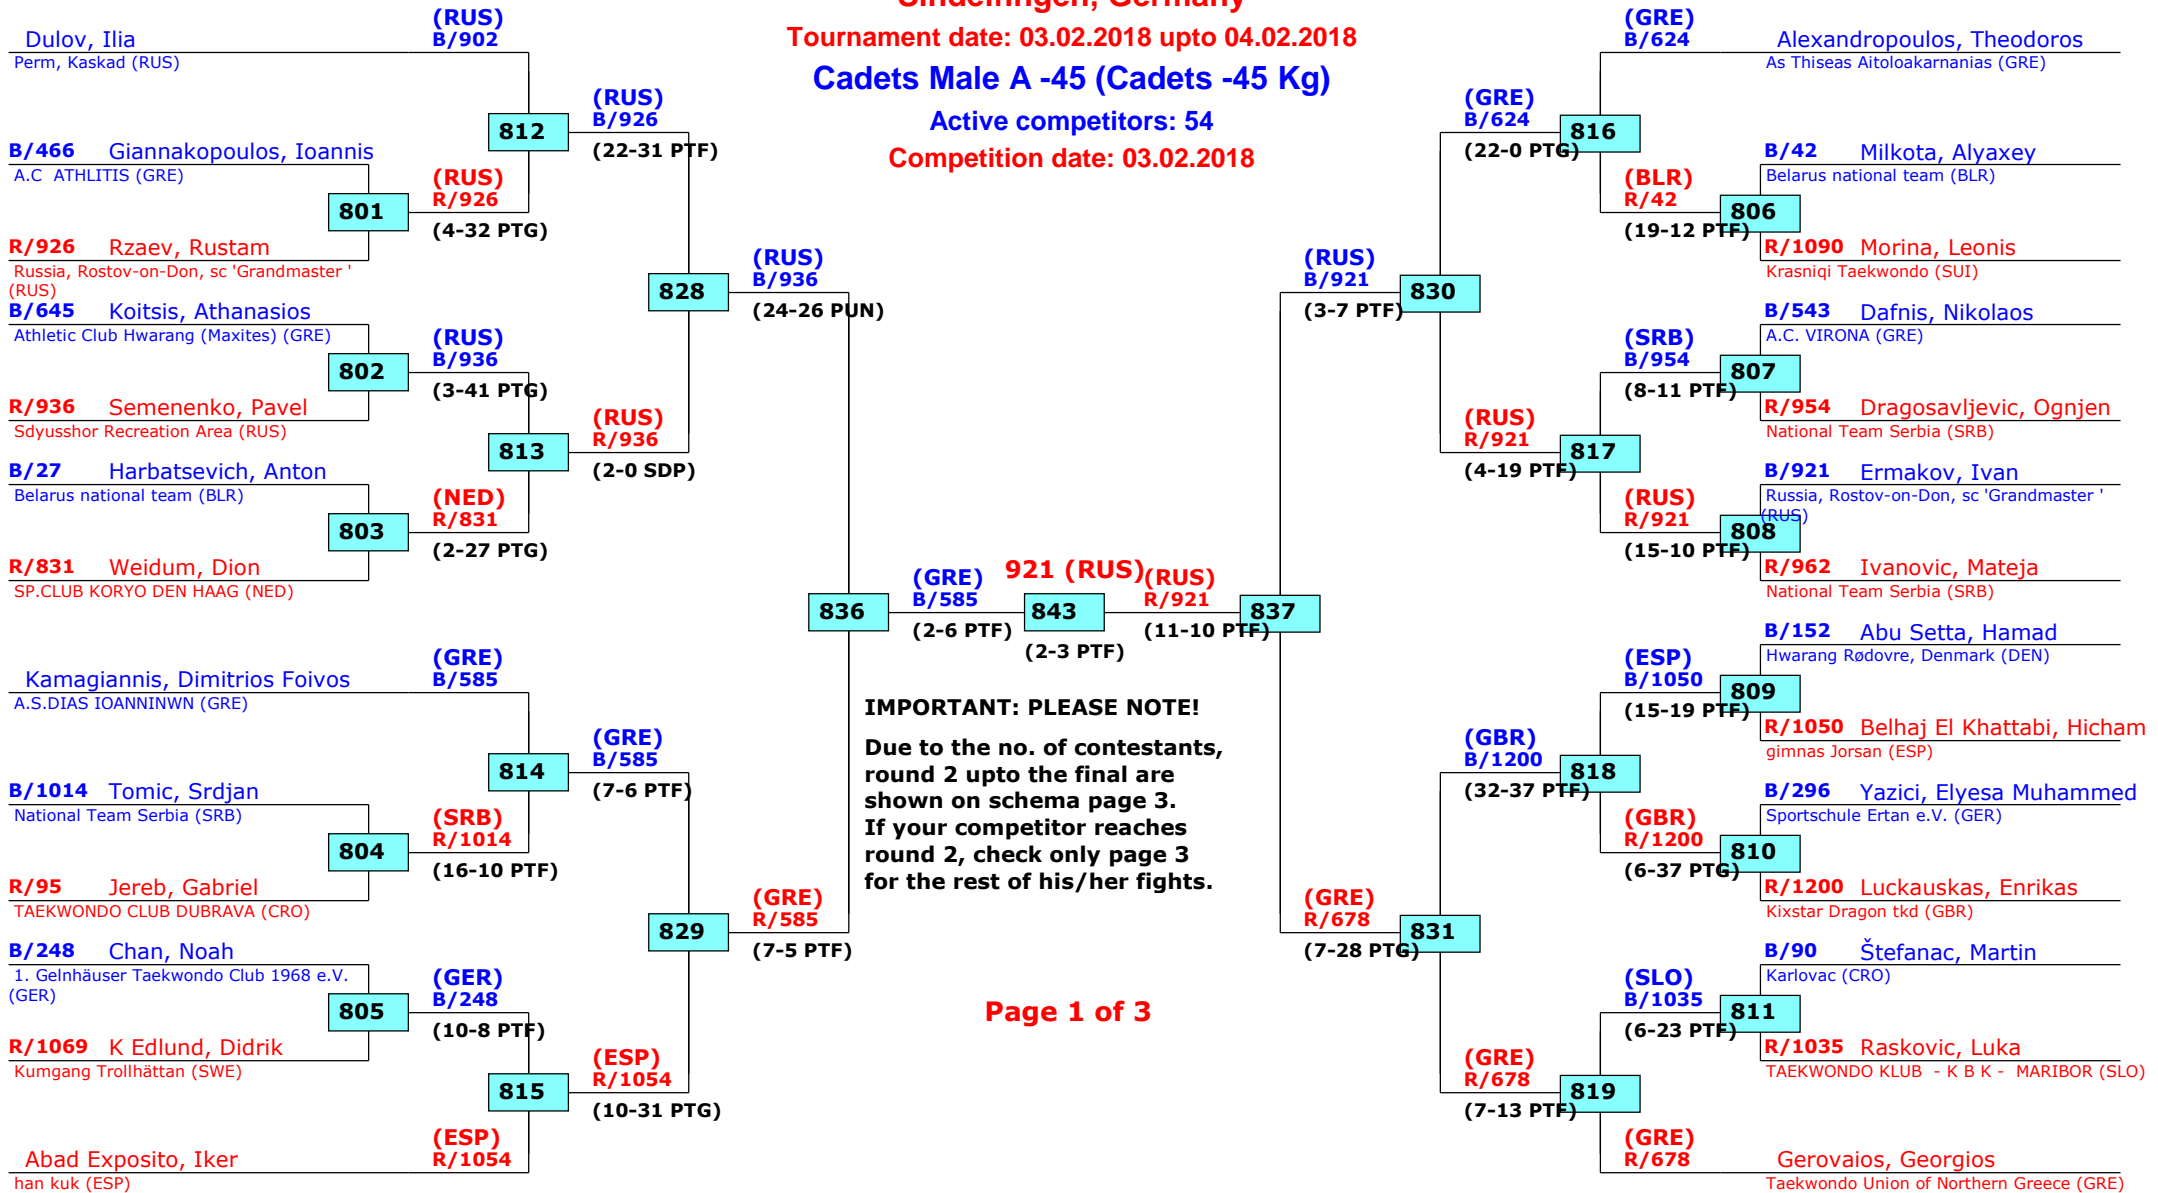 Sindelfingen, Germany
Tournament date: 03.02.2018 upto 04.02.2018
Cadets Male A -45 (Cadets -45 Kg)
Active competitors: 54
Competition date: 03.02.2018
Dulov, Ilia
Perm, Kaskad (RUS)
(RUS)
B/902
B/466 Giannakopoulos, Ioannis
A.C ATHLITIS (GRE)
801
R/926 Rzaev, Rustam
Russia, Rostov-on-Don, sc 'Grandmaster '
(RUS)
(RUS)
R/926
(4-32 PTG)
812
(RUS)
B/926
(22-31 PTF)
B/645 Koitsis, Athanasios
Athletic Club Hwarang (Maxites) (GRE)
802
R/936 Semenenko, Pavel
Sdyusshor Recreation Area (RUS)
(RUS)
B/936
(3-41 PTG)
B/27 Harbatsevich, Anton
Belarus national team (BLR)
803
R/831 Weidum, Dion
SP.CLUB KORYO DEN HAAG (NED)
(NED)
R/831
(2-27 PTG)
813
(RUS)
R/936
(2-0 SDP)
828
(RUS)
B/936
(24-26 PUN)
Kamagiannis, Dimitrios Foivos
A.S.DIAS IOANNINWN (GRE)
(GRE)
B/585
B/1014 Tomic, Srdjan
National Team Serbia (SRB)
804
R/95 Jereb, Gabriel
TAEKWONDO CLUB DUBRAVA (CRO)
(SRB)
R/1014
(16-10 PTF)
814
(GRE)
B/585
(7-6 PTF)
B/248 Chan, Noah
1. Gelnhäuser Taekwondo Club 1968 e.V.
(GER)
805
R/1069 K Edlund, Didrik
Kumgang Trollhättan (SWE)
(GER)
B/248
(10-8 PTF)
815
Abad Exposito, Iker
han kuk (ESP)
(ESP)
R/1054
(ESP)
R/1054
(10-31 PTG)
829
(GRE)
R/585
(7-5 PTF)
836
(GRE)
B/585
(2-6 PTF)
921 (RUS)
843
(2-3 PTF)
(RUS)
R/921
(11-10 PTF)
837
IMPORTANT: PLEASE NOTE!
Due to the no. of contestants,
round 2 upto the final are
shown on schema page 3.
If your competitor reaches
round 2, check only page 3
for the rest of his/her fights.
Page 1 of 3
(RUS)
B/921
(3-7 PTF)
830
(GRE)
B/624
(22-0 PTG)
816
(GRE)
B/624
Alexandropoulos, Theodoros
As Thiseas Aitoloakarnanias (GRE)
(BLR)
R/42
(19-12 PTF)
806
B/42 Milkota, Alyaxey
Belarus national team (BLR)
R/1090 Morina, Leonis
Krasniqi Taekwondo (SUI)
(RUS)
R/921
(4-19 PTF)
817
(SRB)
B/954
(8-11 PTF)
807
B/543 Dafnis, Nikolaos
A.C. VIRONA (GRE)
R/954 Dragosavljevic, Ognjen
National Team Serbia (SRB)
(RUS)
R/921
(15-10 PTF)
808
B/921 Ermakov, Ivan
Russia, Rostov-on-Don, sc 'Grandmaster '
(RUS)
R/962 Ivanovic, Mateja
National Team Serbia (SRB)
(GRE)
R/678
(7-28 PTG)
831
(GBR)
B/1200
(32-37 PTF)
818
(ESP)
B/1050
(15-19 PTF)
809
B/152 Abu Setta, Hamad
Hwarang Rødovre, Denmark (DEN)
R/1050 Belhaj El Khattabi, Hicham
gimnas Jorsan (ESP)
(GBR)
R/1200
(6-37 PTG)
810
B/296 Yazici, Elyesa Muhammed
Sportschule Ertan e.V. (GER)
R/1200 Luckauskas, Enrikas
Kixstar Dragon tkd (GBR)
(GRE)
R/678
(7-13 PTF)
819
(SLO)
B/1035
(6-23 PTF)
811
B/90 Štefanac, Martin
Karlovac (CRO)
R/1035 Raskovic, Luka
TAEKWONDO KLUB - K B K - MARIBOR (SLO)
(GRE)
R/678
Gerovaios, Georgios
Taekwondo Union of Northern Greece (GRE)